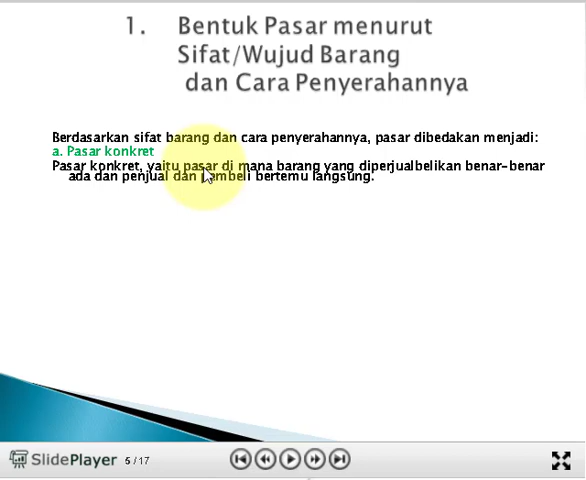 1. Bentuk Pasar menurut
Sifat/Wujud Barang
dan Cara Penyerahannya
Berdasarkan sifat barang dan cara penyerahannya, pasar dibedakan menjadi:
a. Pasar konkret
Pasar konkret, yaitu pasar di mana barang yang diperjualbelikan benar-benar
ada dan penjual dan pembeli bertemu langsung.
SlidePlayer 5/17